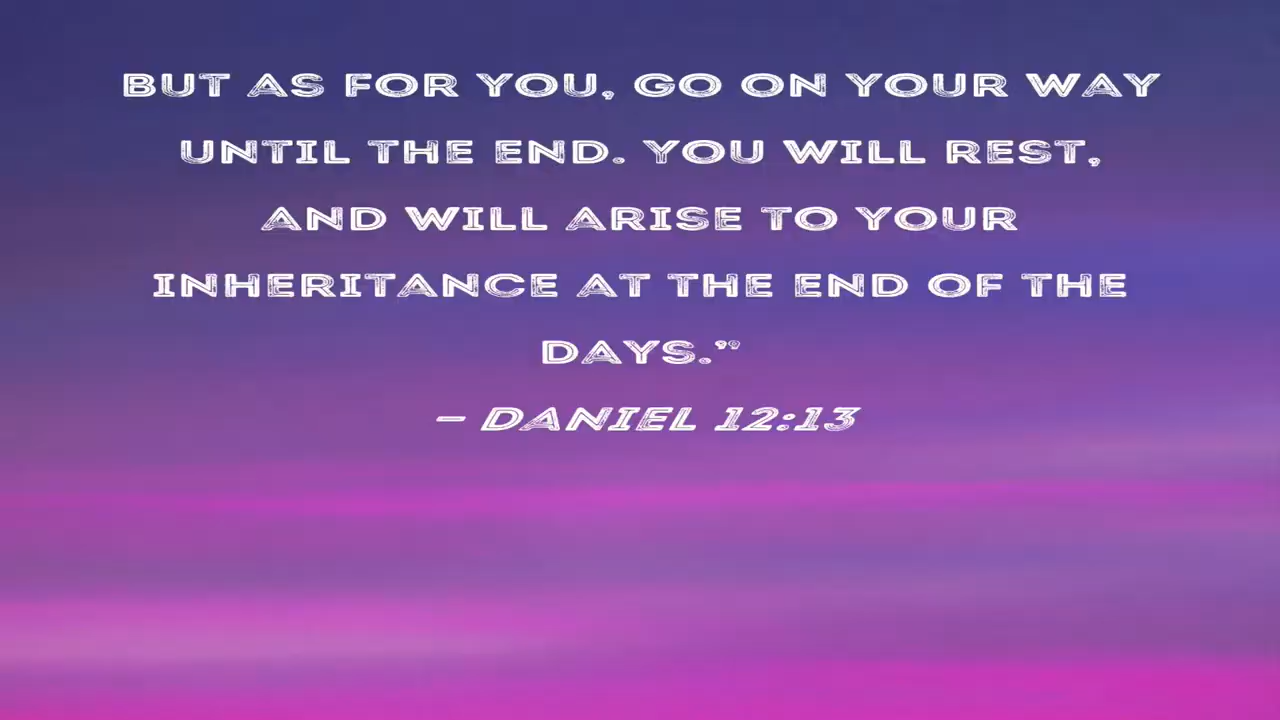 BUT AS FOR YOU, GO ON YOUR WAY
UNTIL THE END. YOU WILL REST,
AND WILL ARISE TO YOUR
INHERITANCE AT THE END OF THE
DAYS.”
– DANIEL 12:13